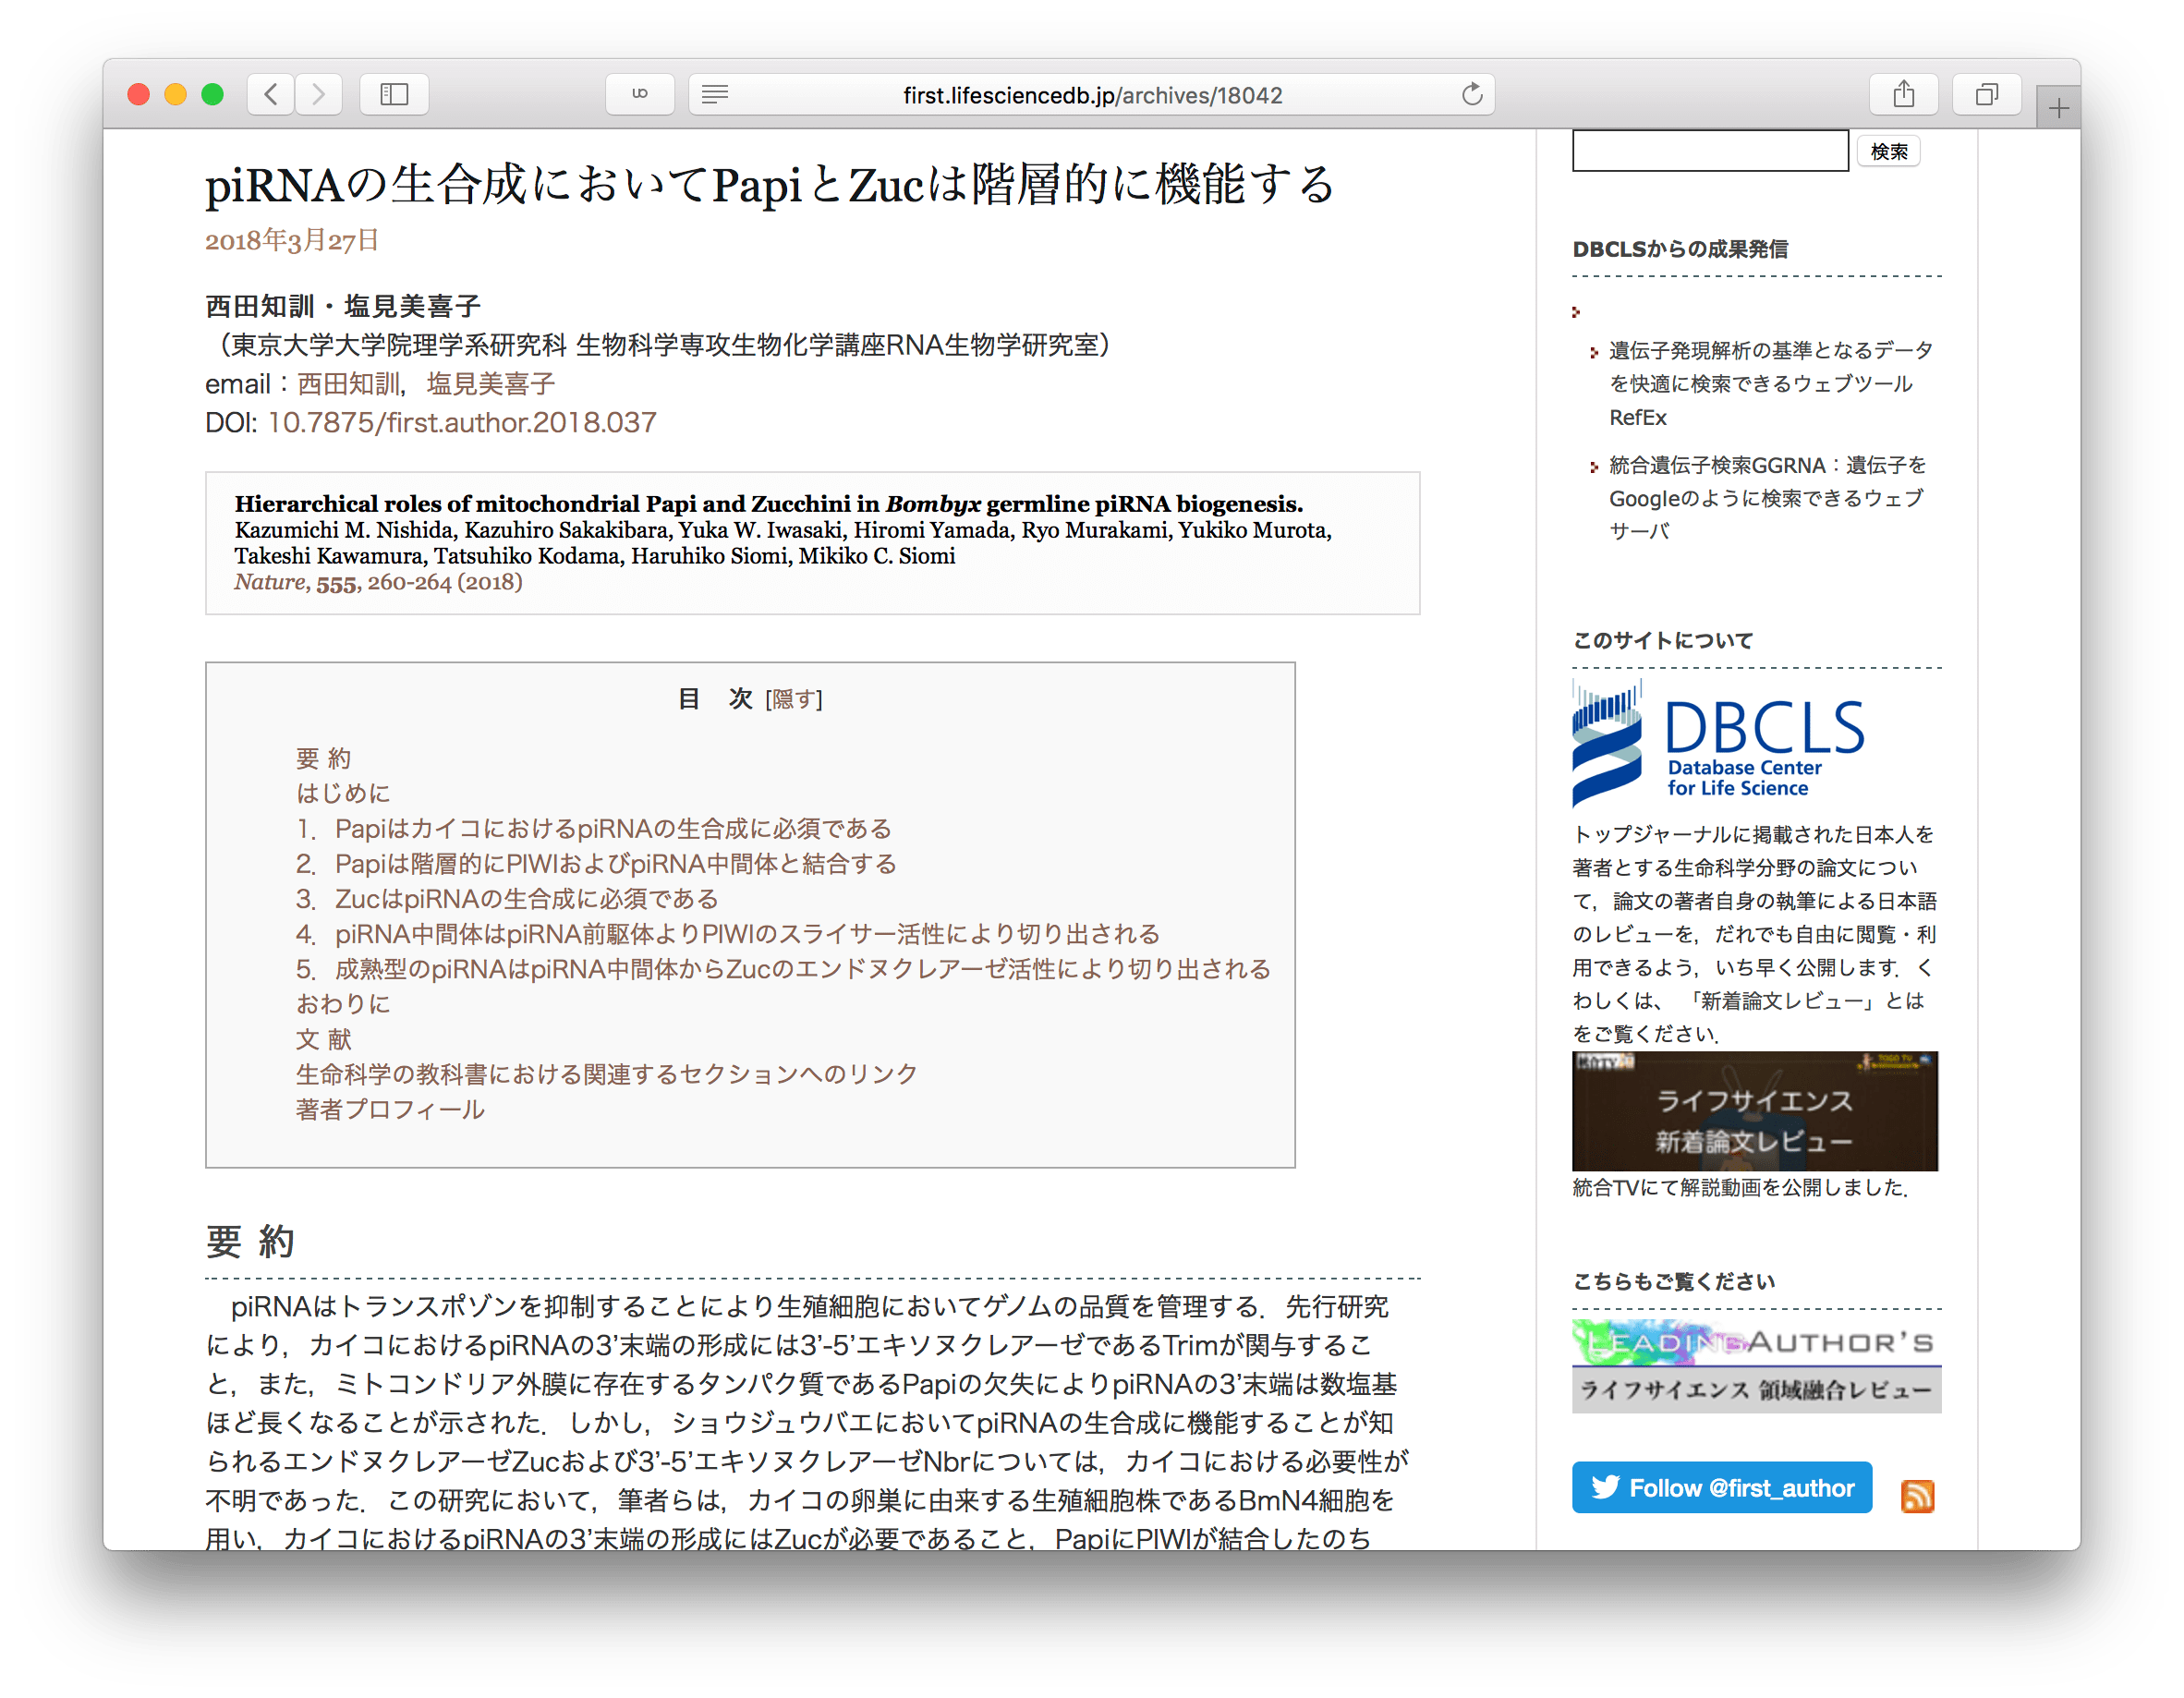 first.lifesciencedb.jp/archives/18042
piRNAの生合成においてPapiとZucは階層的に機能する
2018年3月27日
西田知訓・塩見美喜子
（東京大学大学院理学系研究科 生物科学専攻生物化学講座RNA生物学研究室）
email：西田知訓，塩見美喜子
DOI: 10.7875/first.author.2018.037
Hierarchical roles of mitochondrial Papi and Zucchini in Bombyx germline piRNA biogenesis.
Kazumichi M. Nishida, Kazuhiro Sakakibara, Yuka W. Iwasaki, Hiromi Yamada, Ryo Murakami, Yukiko Murota,
Takeshi Kawamura, Tatsuhiko Kodama, Haruhiko Siomi, Mikiko C. Siomi
Nature, 555, 260-264 (2018)
目　次 [隠す]
要 約
はじめに
1．PapiはカイコにおけるpiRNAの生合成に必須である
2．Papiは階層的にPIWIおよびpiRNA中間体と結合する
3．ZucはpiRNAの生合成に必須である
4．piRNA中間体はpiRNA前駆体よりPIWIのスライサー活性により切り出される
5．成熟型のpiRNAはpiRNA中間体からZucのエンドヌクレアーゼ活性により切り出される
おわりに
文 献
生命科学の教科書における関連するセクションへのリンク
著者プロフィール
要 約
piRNAはトランスポゾンを抑制することにより生殖細胞においてゲノムの品質を管理する．先行研究
により，カイコにおけるpiRNAの3’末端の形成には3’-5’エキソヌクレアーゼであるTrimが関与するこ
と，また，ミトコンドリア外膜に存在するタンパク質であるPapiの欠失によりpiRNAの3’末端は数塩基
ほど長くなることが示された．しかし，ショウジョウバエにおいてpiRNAの生合成に機能することが知
られるエンドヌクレアーゼZucおよび3’-5’エキソヌクレアーゼNbrについては，カイコにおける必要性が
不明であった．この研究において，筆者らは，カイコの卵巣に由来する生殖細胞株であるBmN4細胞を
用い，カイコにおけるpiRNAの3’末端の形成にはZucが必要であること，PapiにPIWIが結合したのち
検索
DBCLSからの成果発信
遺伝子発現解析の基準となるデータ
を快適に検索できるウェブツール
RefEx
統合遺伝子検索GGRNA：遺伝子を
Googleのように検索できるウェブ
サーバ
このサイトについて
DBCLS
Database Center
for Life Science
トップジャーナルに掲載された日本人を
著者とする生命科学分野の論文につい
て，論文の著者自身の執筆による日本語
のレビューを，だれでも自由に閲覧・利
用できるよう，いち早く公開します．く
わしくは、 「新着論文レビュー」とは
をご覧ください．
ライフサイエンス
新着論文レビュー
統合TVにて解説動画を公開しました．
こちらもご覧ください
LEADING AUTHOR'S
ライフサイエンス 領域融合レビュー
Follow @first_author